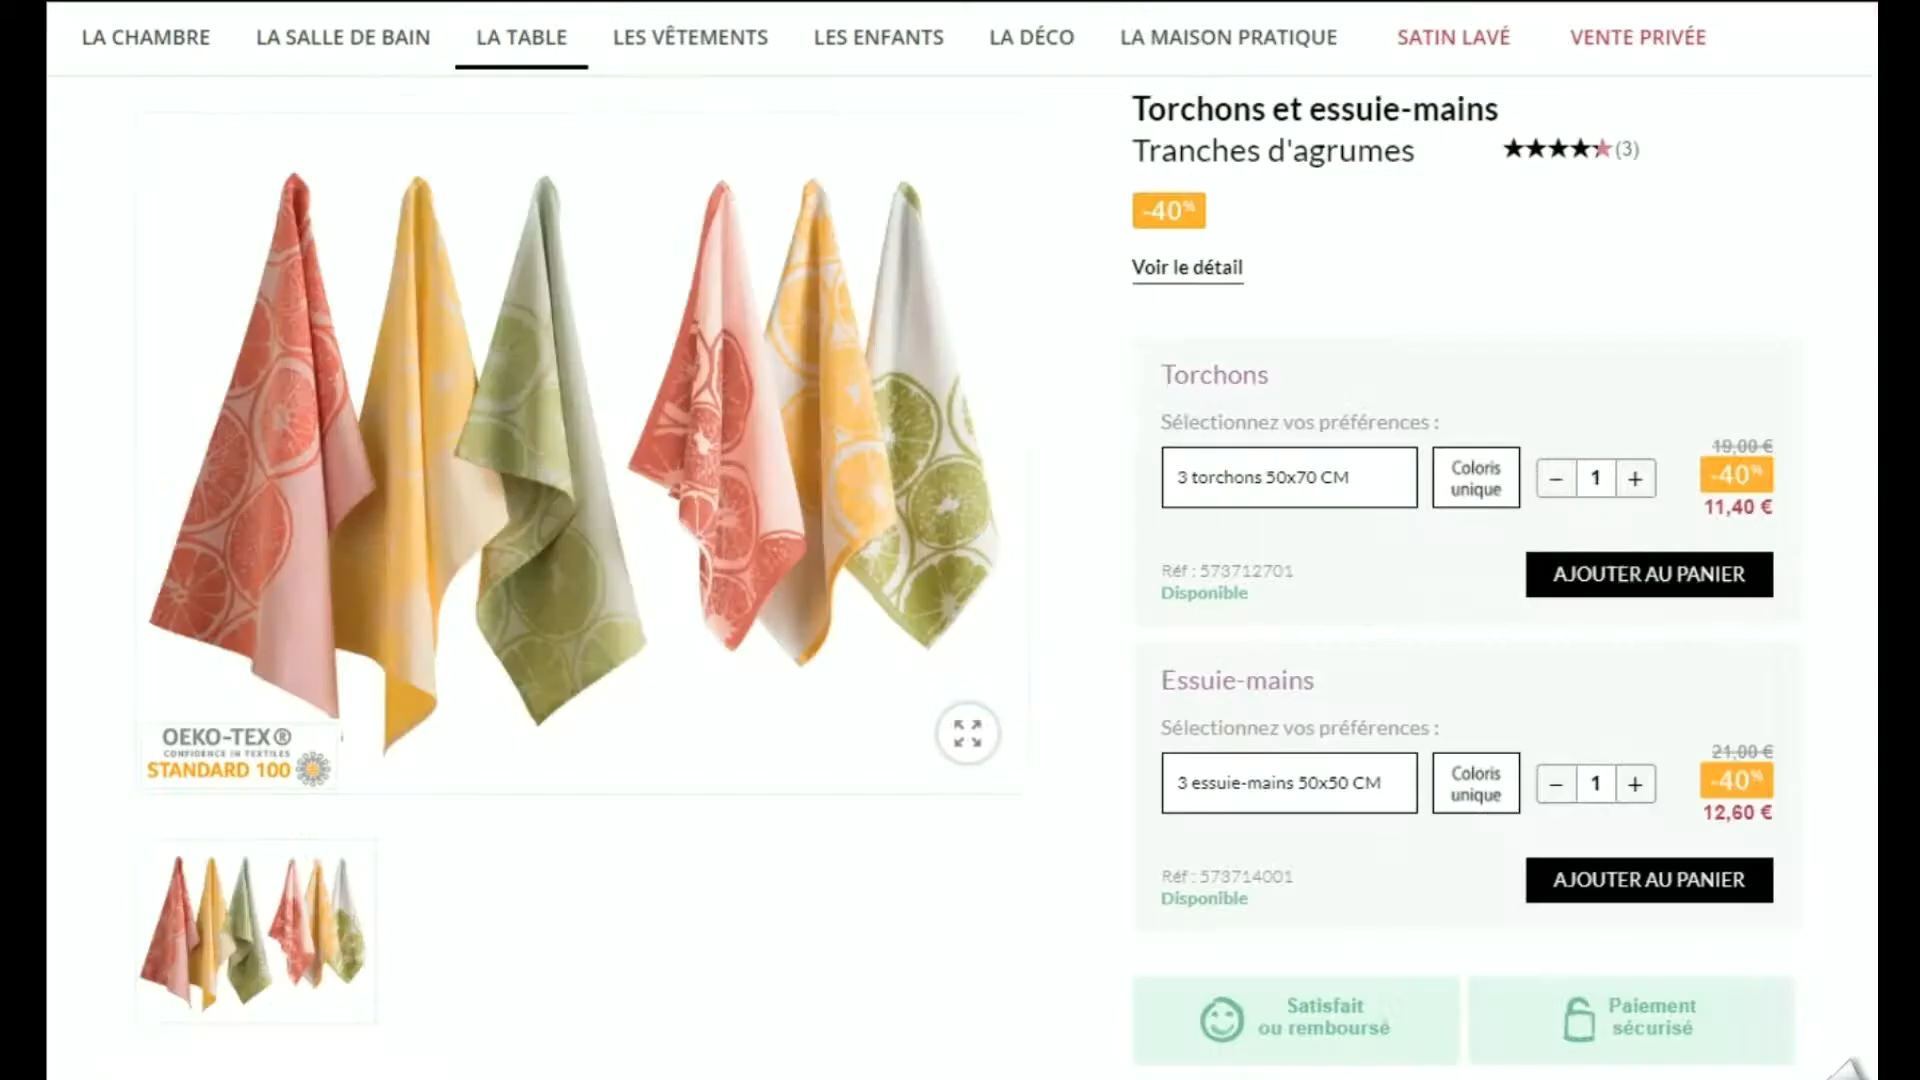 LA CHAMBRE LA SALLE DE BAIN LA TABLE LES VÊTEMENTS LES ENFANTS LA DÉCO LA MAISON PRATIQUE SATIN LAVÉ VENTE PRIVÉE
Torchons et essuie-mains
Tranches d'agrumes ★★★★★(3)
-40%
Voir le détail
Torchons
Sélectionnez vos préférences :
3 torchons 50x70 CM
Coloris
unique
− 1 +
19,00 €
-40%
11,40 €
Réf : 573712701
Disponible
AJOUTER AU PANIER
Essuie-mains
Sélectionnez vos préférences :
3 essuie-mains 50x50 CM
Coloris
unique
− 1 +
21,00 €
-40%
12,60 €
Réf : 573714001
Disponible
AJOUTER AU PANIER
OEKO-TEX®
CONFIDENCE IN TEXTILES
STANDARD 100
Satisfait
ou remboursé
Paiement
sécurisé